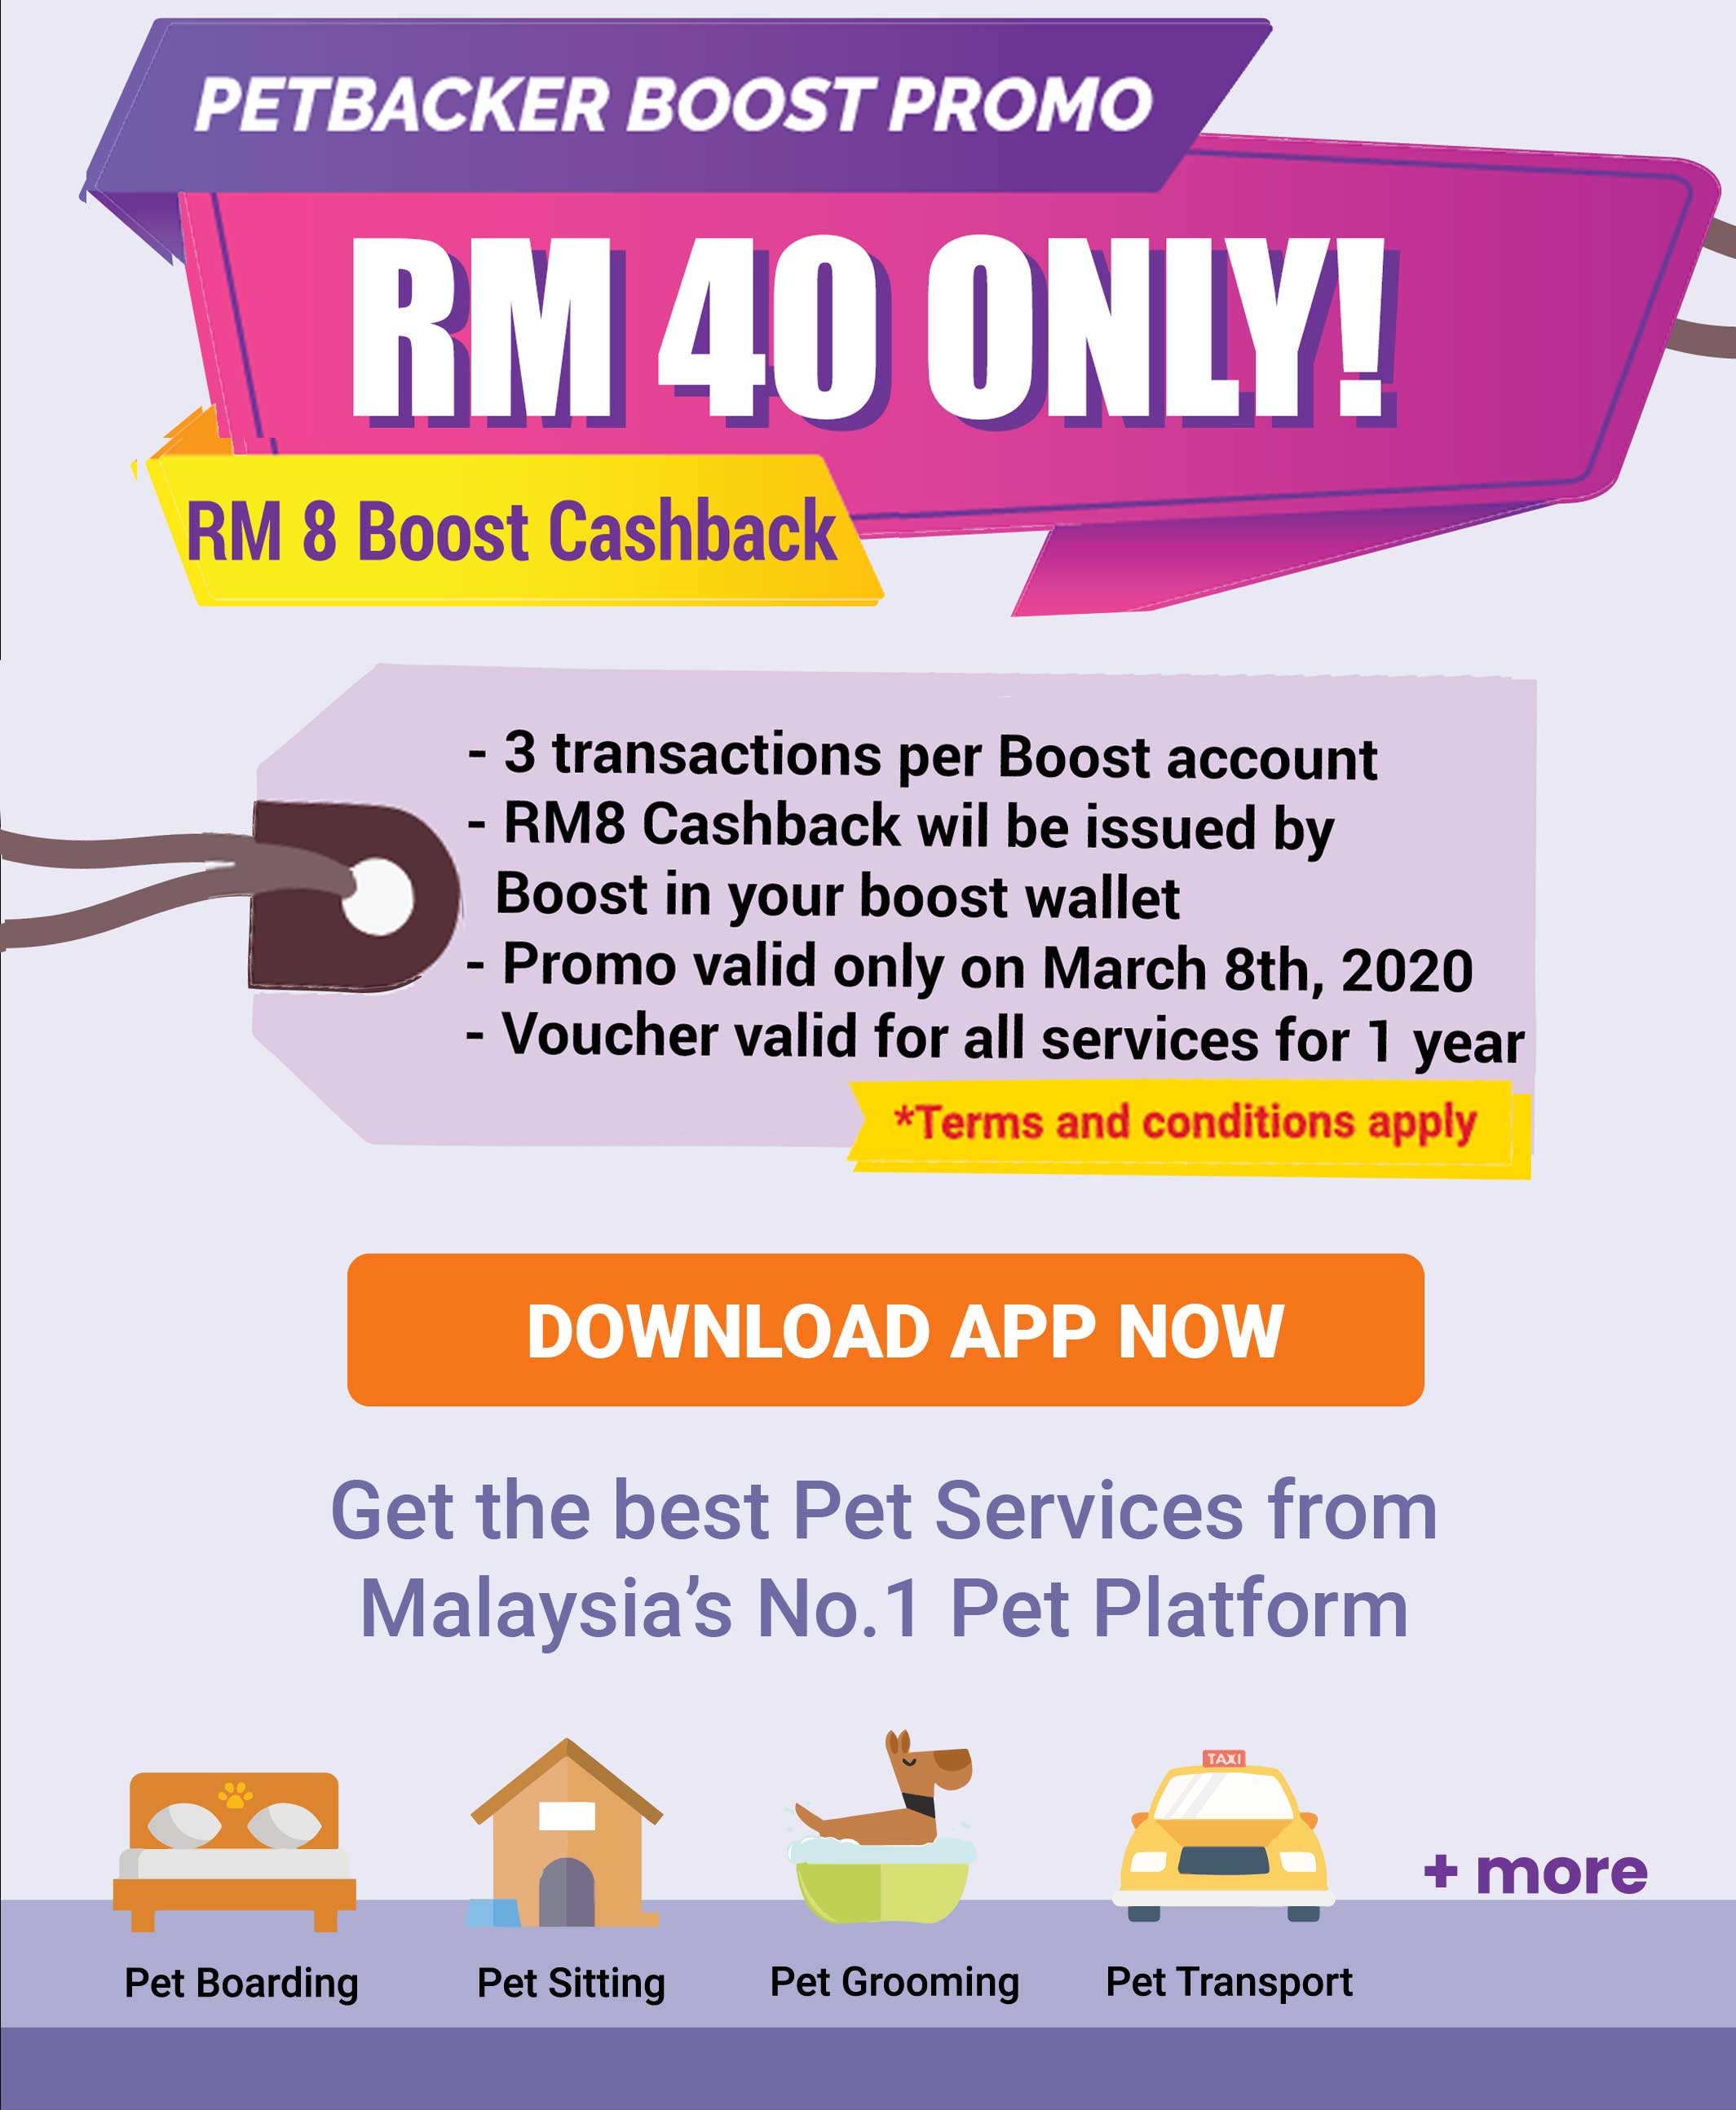 PETBACKER BOOST PROMO
RM 40 ONLY!
RM 8 Boost Cashback
- 3 transactions per Boost account
- RM8 Cashback wil be issued by
Boost in your boost wallet
- Promo valid only on March 8th, 2020
- Voucher valid for all services for 1 year
*Terms and conditions apply
DOWNLOAD APP NOW
Get the best Pet Services from
Malaysia’s No.1 Pet Platform
TAXI
+ more
Pet Boarding
Pet Sitting
Pet Grooming
Pet Transport